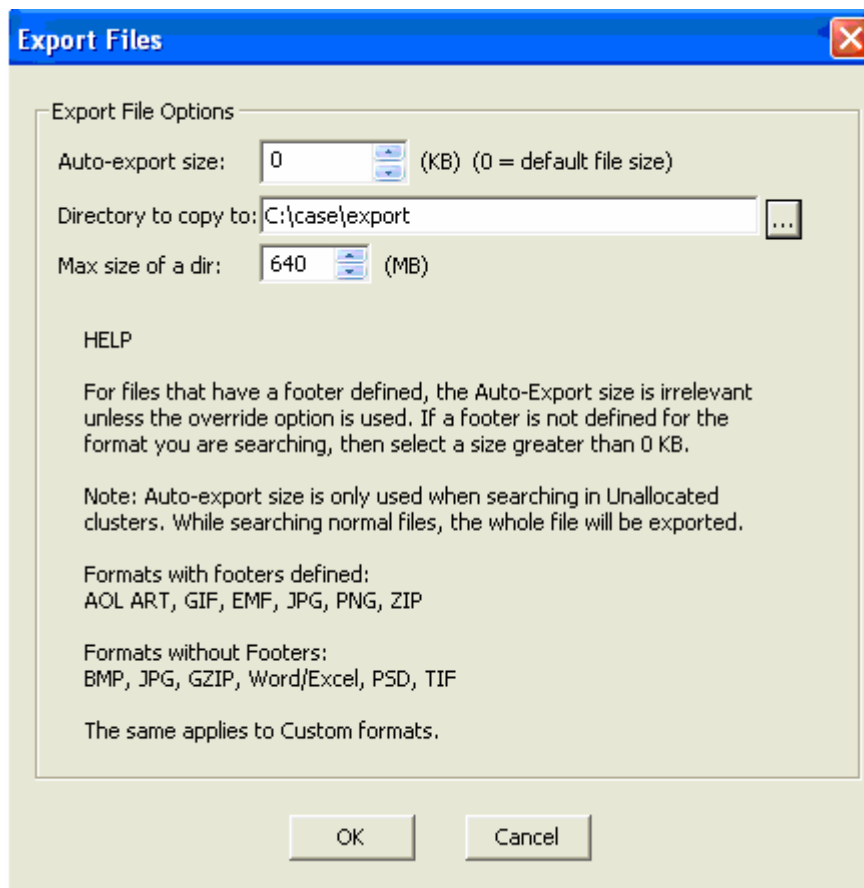 Export Files
Export File Options
Auto-export size: 0 (KB) (0 = default file size)
Directory to copy to: C:\case\export ...
Max size of a dir: 640 (MB)
HELP
For files that have a footer defined, the Auto-Export size is irrelevant
unless the override option is used. If a footer is not defined for the
format you are searching, then select a size greater than 0 KB.
Note: Auto-export size is only used when searching in Unallocated
clusters. While searching normal files, the whole file will be exported.
Formats with footers defined:
AOL ART, GIF, EMF, JPG, PNG, ZIP
Formats without Footers:
BMP, JPG, GZIP, Word/Excel, PSD, TIF
The same applies to Custom formats.
OK Cancel